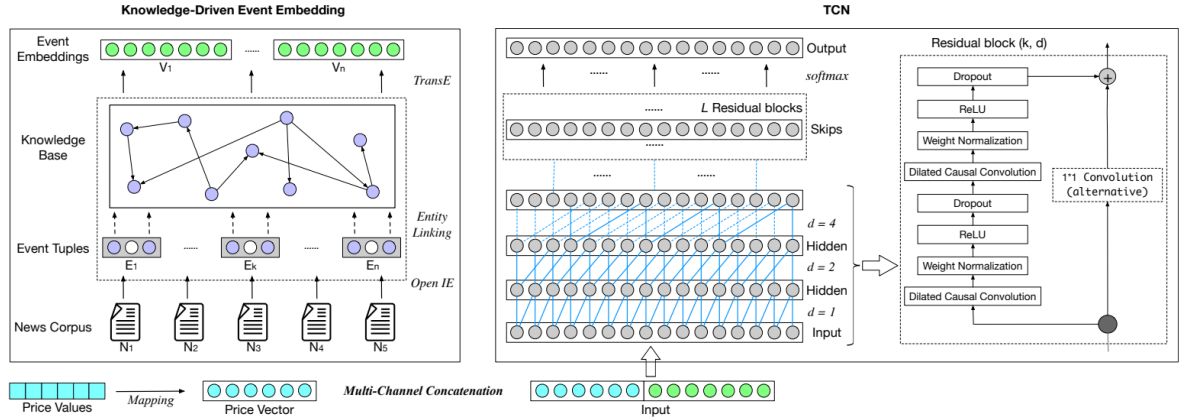 Knowledge-Driven Event Embedding
Event
Embeddings
V1
......
Vn
TransE
Knowledge
Base
Entity
Linking
Event Tuples
......
......
E1
Ek
En
Open IE
News Corpus
N1
N2
N3
N4
N5
Price Values
Mapping
Price Vector
Multi-Channel Concatenation
Input
TCN
Output
......
......
softmax
......
L Residual blocks
Skips
......
......
......
d = 4
Hidden
d = 2
Hidden
d = 1
Input
Residual block (k, d)
Dropout
+
ReLU
Weight Normalization
Dilated Causal Convolution
1*1 Convolution
(alternative)
Dropout
ReLU
Weight Normalization
Dilated Causal Convolution